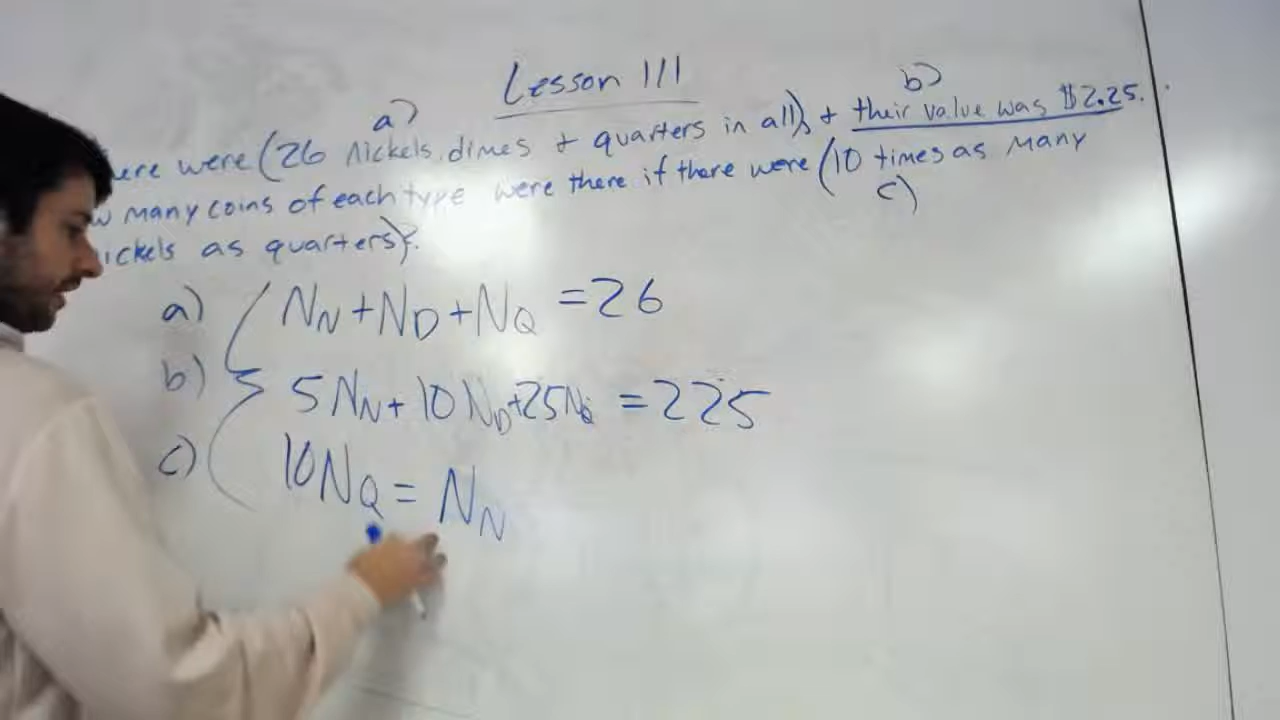 Lesson 111
a) b)
ere were (26 Nickels, dimes + quarters in all), + their value was $2.25.
w many coins of each type were there if there were (10 times as many
c)
ickels as quarters)?
a) N_N + N_D + N_Q = 26
b) 5N_N + 10N_D + 25N_Q = 225
c) 10N_Q = N_N